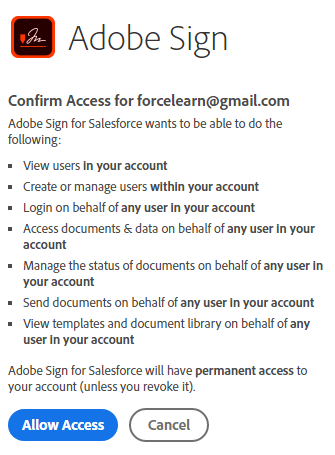 Adobe Sign
Confirm Access for forcelearn@gmail.com
Adobe Sign for Salesforce wants to be able to do the
following:
▪ View users in your account
▪ Create or manage users within your account
▪ Login on behalf of any user in your account
▪ Access documents & data on behalf of any user in your
account
▪ Manage the status of documents on behalf of any user in
your account
▪ Send documents on behalf of any user in your account
▪ View templates and document library on behalf of any
user in your account
Adobe Sign for Salesforce will have permanent access to
your account (unless you revoke it).
Allow Access
Cancel